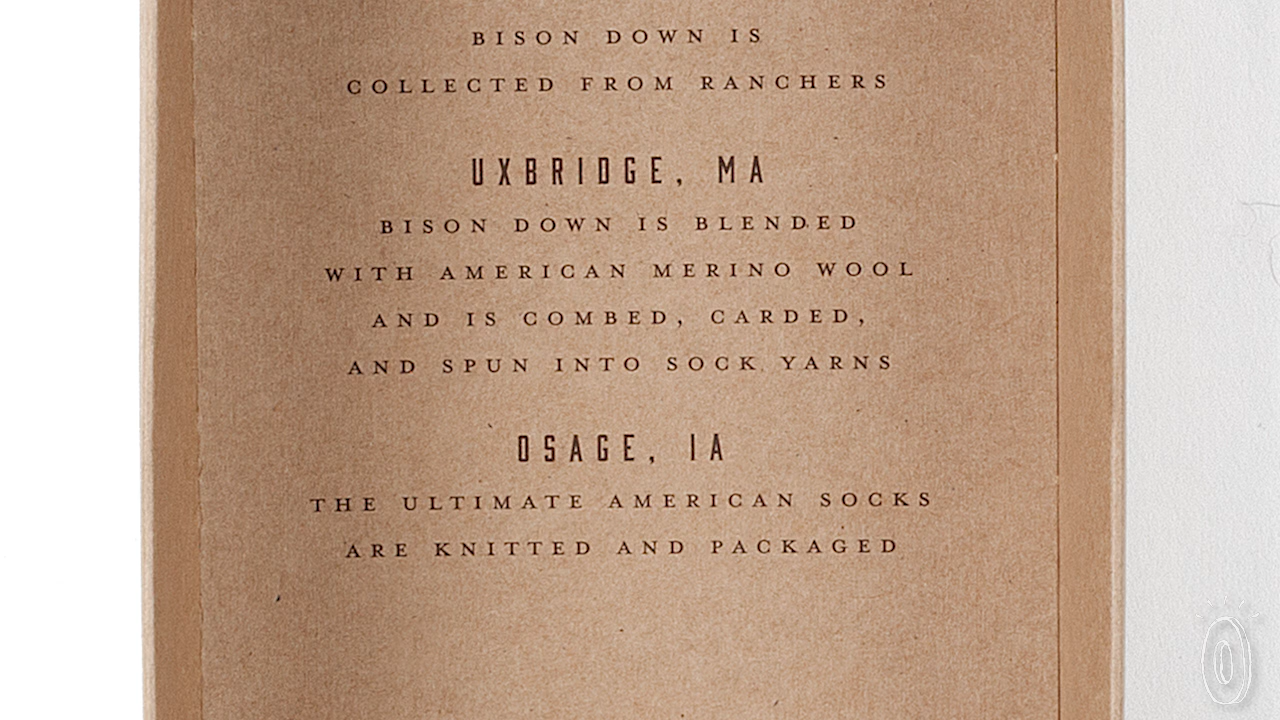 BISON DOWN IS
COLLECTED FROM RANCHERS
UXBRIDGE, MA
BISON DOWN IS BLENDED
WITH AMERICAN MERINO WOOL
AND IS COMBED, CARDED,
AND SPUN INTO SOCK YARNS
OSAGE, IA
THE ULTIMATE AMERICAN SOCKS
ARE KNITTED AND PACKAGED